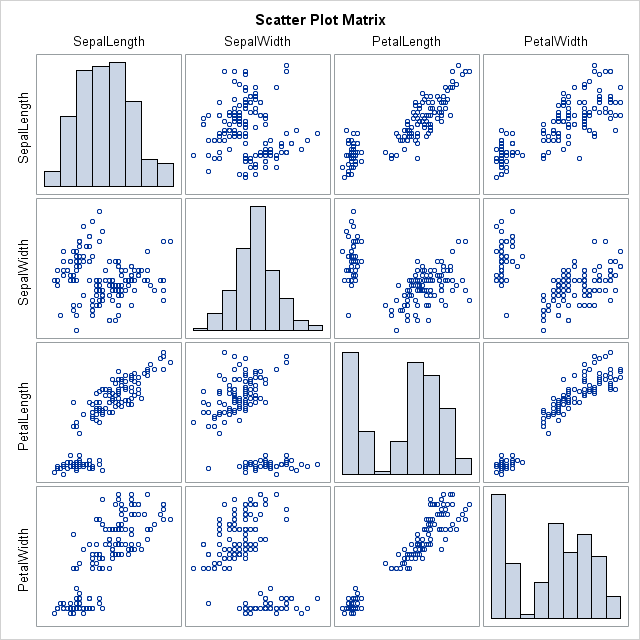 Scatter Plot Matrix
SepalLength SepalWidth PetalLength PetalWidth
SepalLength
SepalWidth
PetalLength
PetalWidth